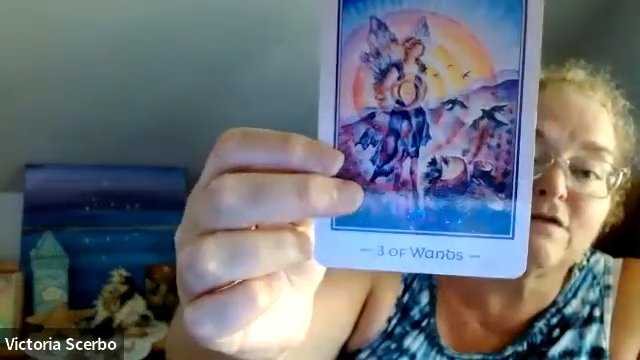 — 3 OF WANDS —
Victoria Scerbo